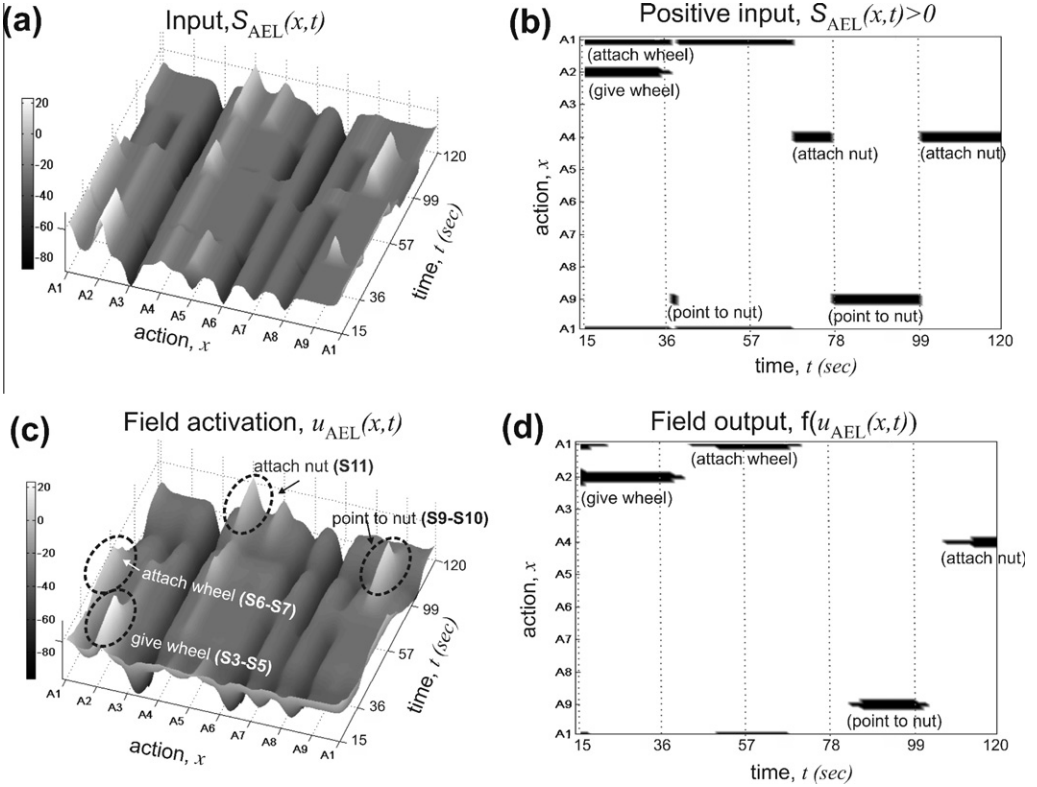 (a)
Input,S_AEL(x,t)
20
0
-20
-40
-60
-80
A1
A2
A3
A4
A5
A6
A7
A8
A9
A1
action, x
15
36
57
99
120
time, t (sec)
(b)
Positive input, S_AEL(x,t)>0
A1
A2
A3
A4
A5
A6
A7
A8
A9
A1
action, x
(attach wheel)
(give wheel)
(attach nut)
(attach nut)
(point to nut)
(point to nut)
15
36
57
78
99
120
time, t (sec)
(c)
Field activation, u_AEL(x,t)
attach nut (S11)
point to nut (S9-S10)
attach wheel (S6-S7)
give wheel (S3-S5)
20
0
-20
-40
-60
-80
A1
A2
A3
A4
A5
A6
A7
A8
A9
A1
action, x
15
36
57
99
120
time, t (sec)
(d)
Field output, f(u_AEL(x,t))
A1
A2
A3
A4
A5
A6
A7
A8
A9
A1
action, x
(attach wheel)
(give wheel)
(attach nut)
(point to nut)
15
36
57
78
99
120
time, t (sec)